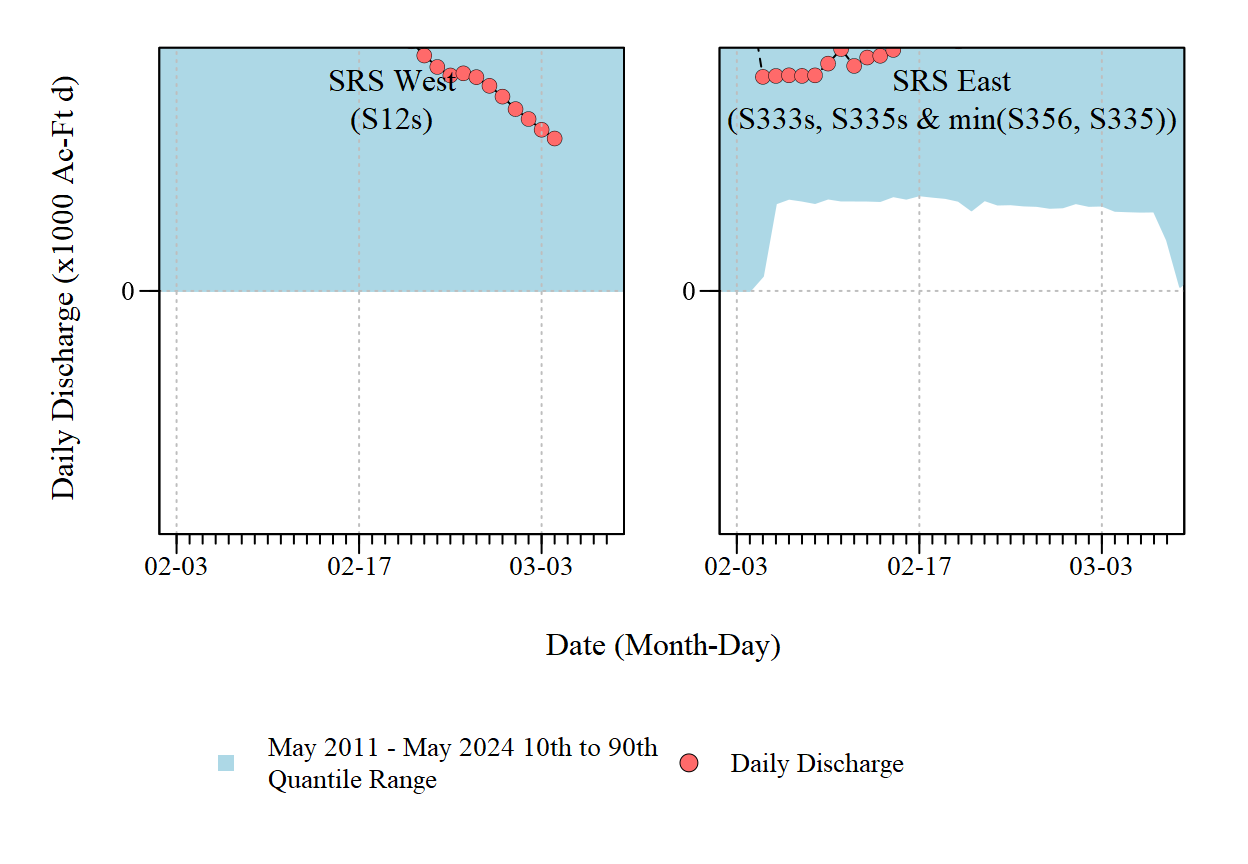 SRS West
(S12s)
SRS East
(S333s, S335s & min(S356, S335))
Daily Discharge (x1000 Ac-Ft d)
0
0
02-03
02-17
03-03
02-03
02-17
03-03
Date (Month-Day)
May 2011 - May 2024 10th to 90th
Quantile Range
Daily Discharge